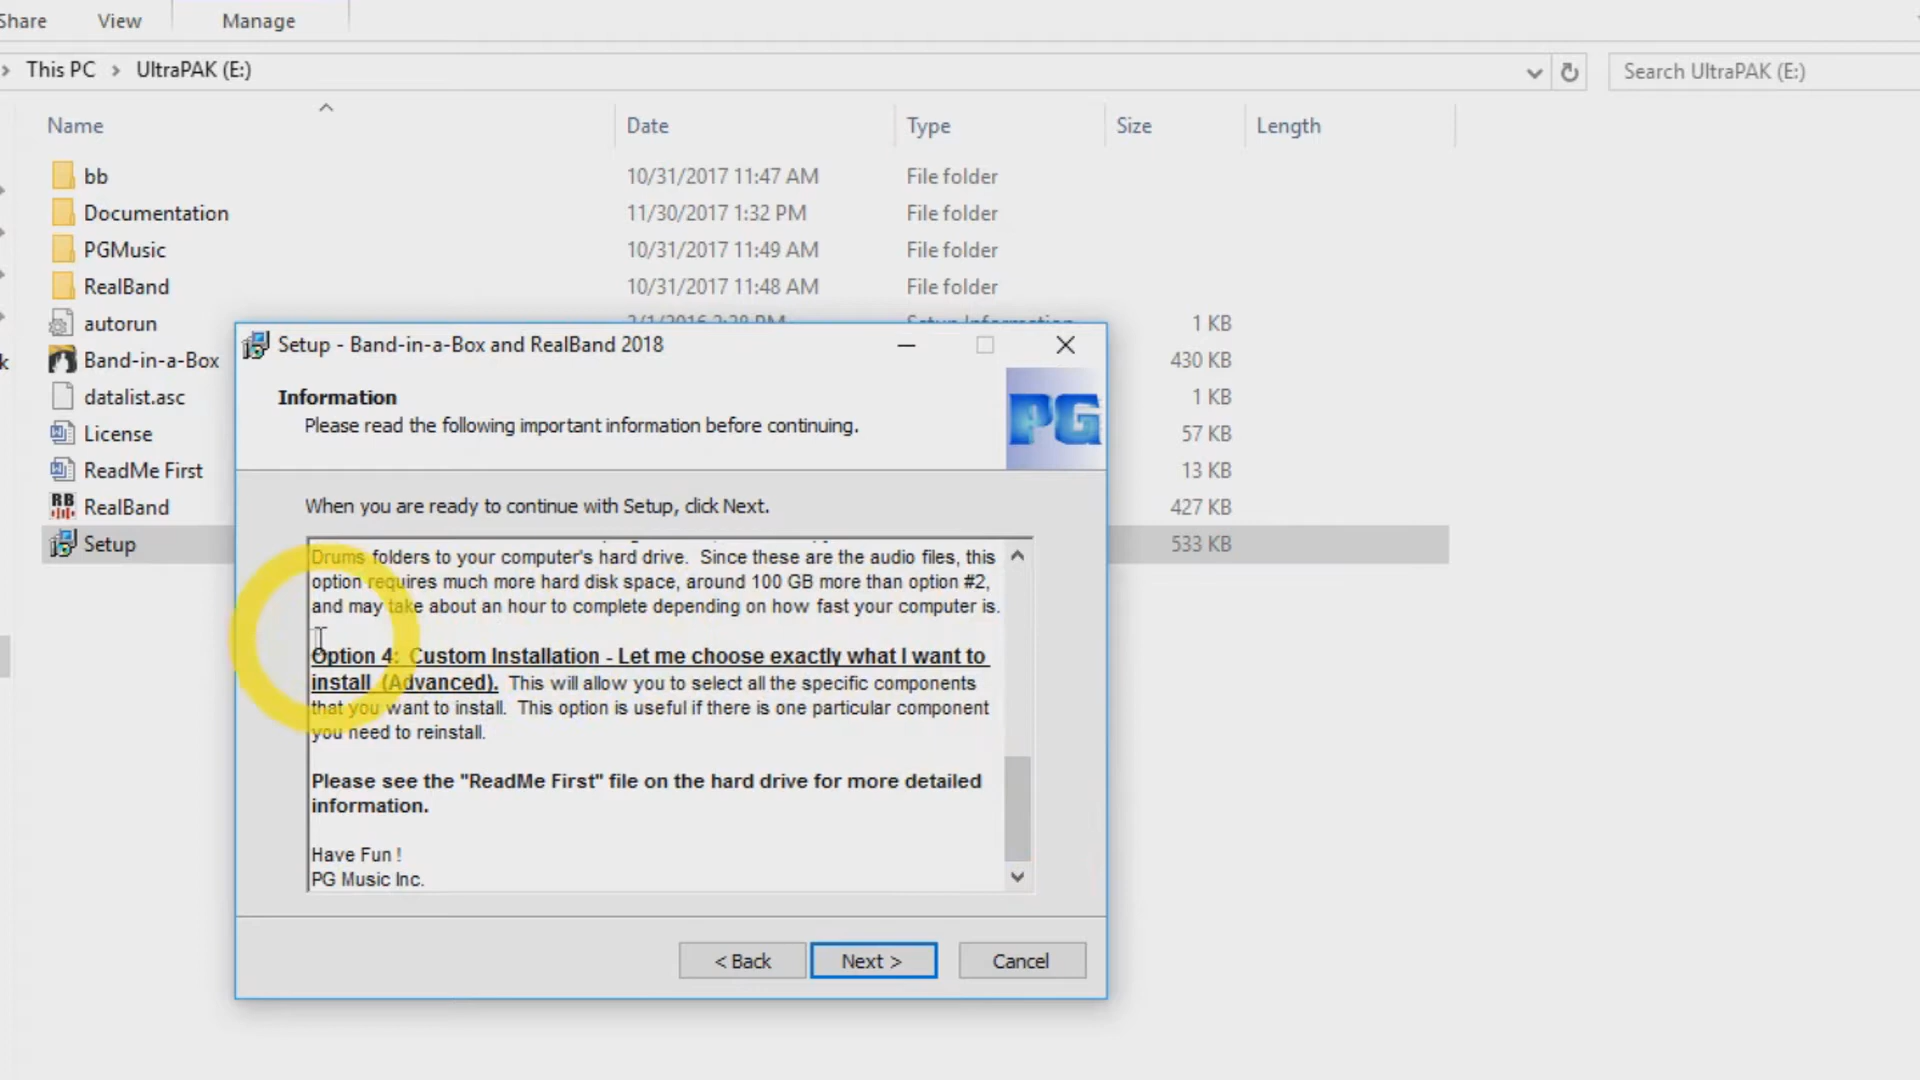 Share View Manage
This PC UltraPAK (E:) Search UltraPAK (E:)
Name Date Type Size Length
bb 10/31/2017 11:47 AM File folder
Documentation 11/30/2017 1:32 PM File folder
PGMusic 10/31/2017 11:49 AM File folder
RealBand 10/31/2017 11:48 AM File folder
autorun 1 KB
Band-in-a-Box 430 KB
datalist.asc 1 KB
License 57 KB
ReadMe First 13 KB
RealBand 427 KB
Setup 533 KB
Setup - Band-in-a-Box and RealBand 2018
Information
Please read the following important information before continuing.
PG
When you are ready to continue with Setup, click Next.
Drums folders to your computer's hard drive. Since these are the audio files, this
option requires much more hard disk space, around 100 GB more than option #2,
and may take about an hour to complete depending on how fast your computer is.
Option 4: Custom Installation - Let me choose exactly what I want to
install (Advanced). This will allow you to select all the specific components
that you want to install. This option is useful if there is one particular component
you need to reinstall.
Please see the "ReadMe First" file on the hard drive for more detailed
information.
Have Fun !
PG Music Inc.
< Back Next > Cancel